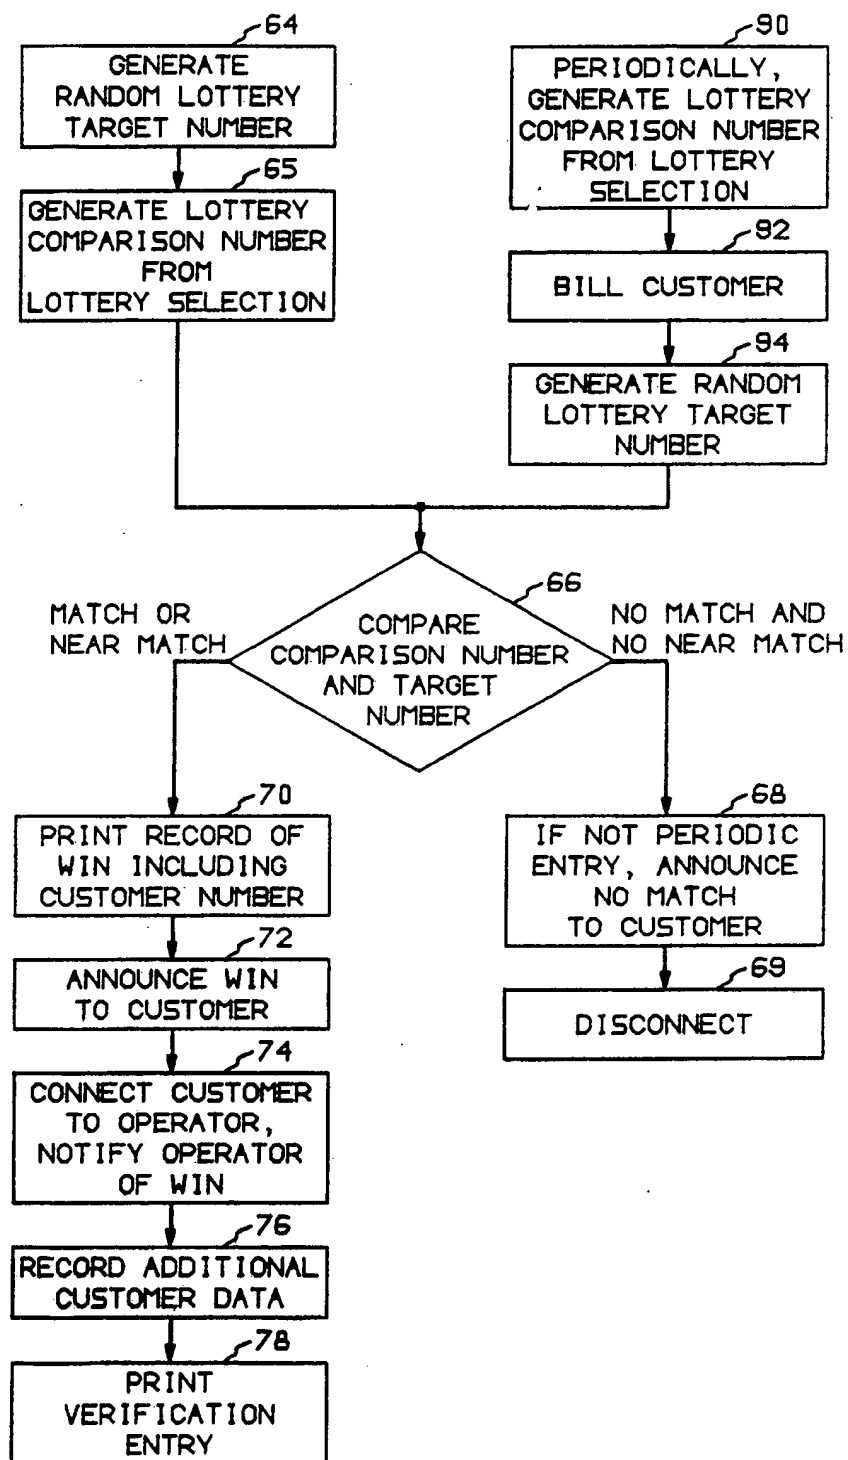 64
GENERATE
RANDOM LOTTERY
TARGET NUMBER
65
GENERATE LOTTERY
COMPARISON NUMBER
FROM
LOTTERY SELECTION
90
PERIODICALLY,
GENERATE LOTTERY
COMPARISON NUMBER
FROM LOTTERY
SELECTION
92
BILL CUSTOMER
94
GENERATE RANDOM
LOTTERY TARGET
NUMBER
66
COMPARE
COMPARISON NUMBER
AND TARGET
NUMBER
MATCH OR
NEAR MATCH
NO MATCH AND
NO NEAR MATCH
70
PRINT RECORD OF
WIN INCLUDING
CUSTOMER NUMBER
72
ANNOUNCE WIN
TO CUSTOMER
74
CONNECT CUSTOMER
TO OPERATOR,
NOTIFY OPERATOR
OF WIN
76
RECORD ADDITIONAL
CUSTOMER DATA
78
PRINT
VERIFICATION
ENTRY
68
IF NOT PERIODIC
ENTRY, ANNOUNCE
NO MATCH
TO CUSTOMER
69
DISCONNECT